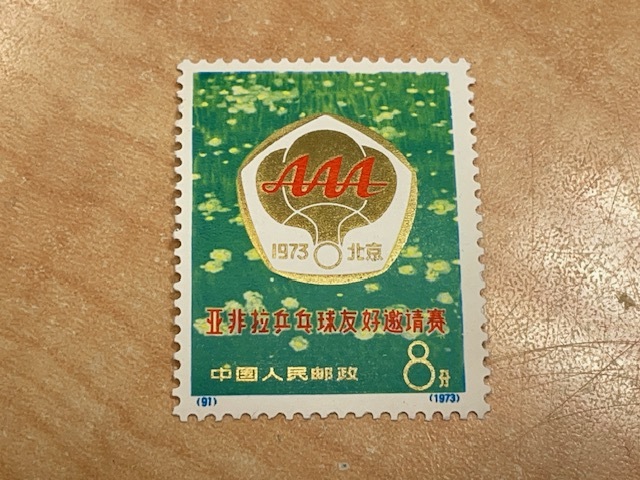 AAA
1973 北京
亚非拉乒乓球友好邀请赛
中国人民邮政 8分
(91) (1973)